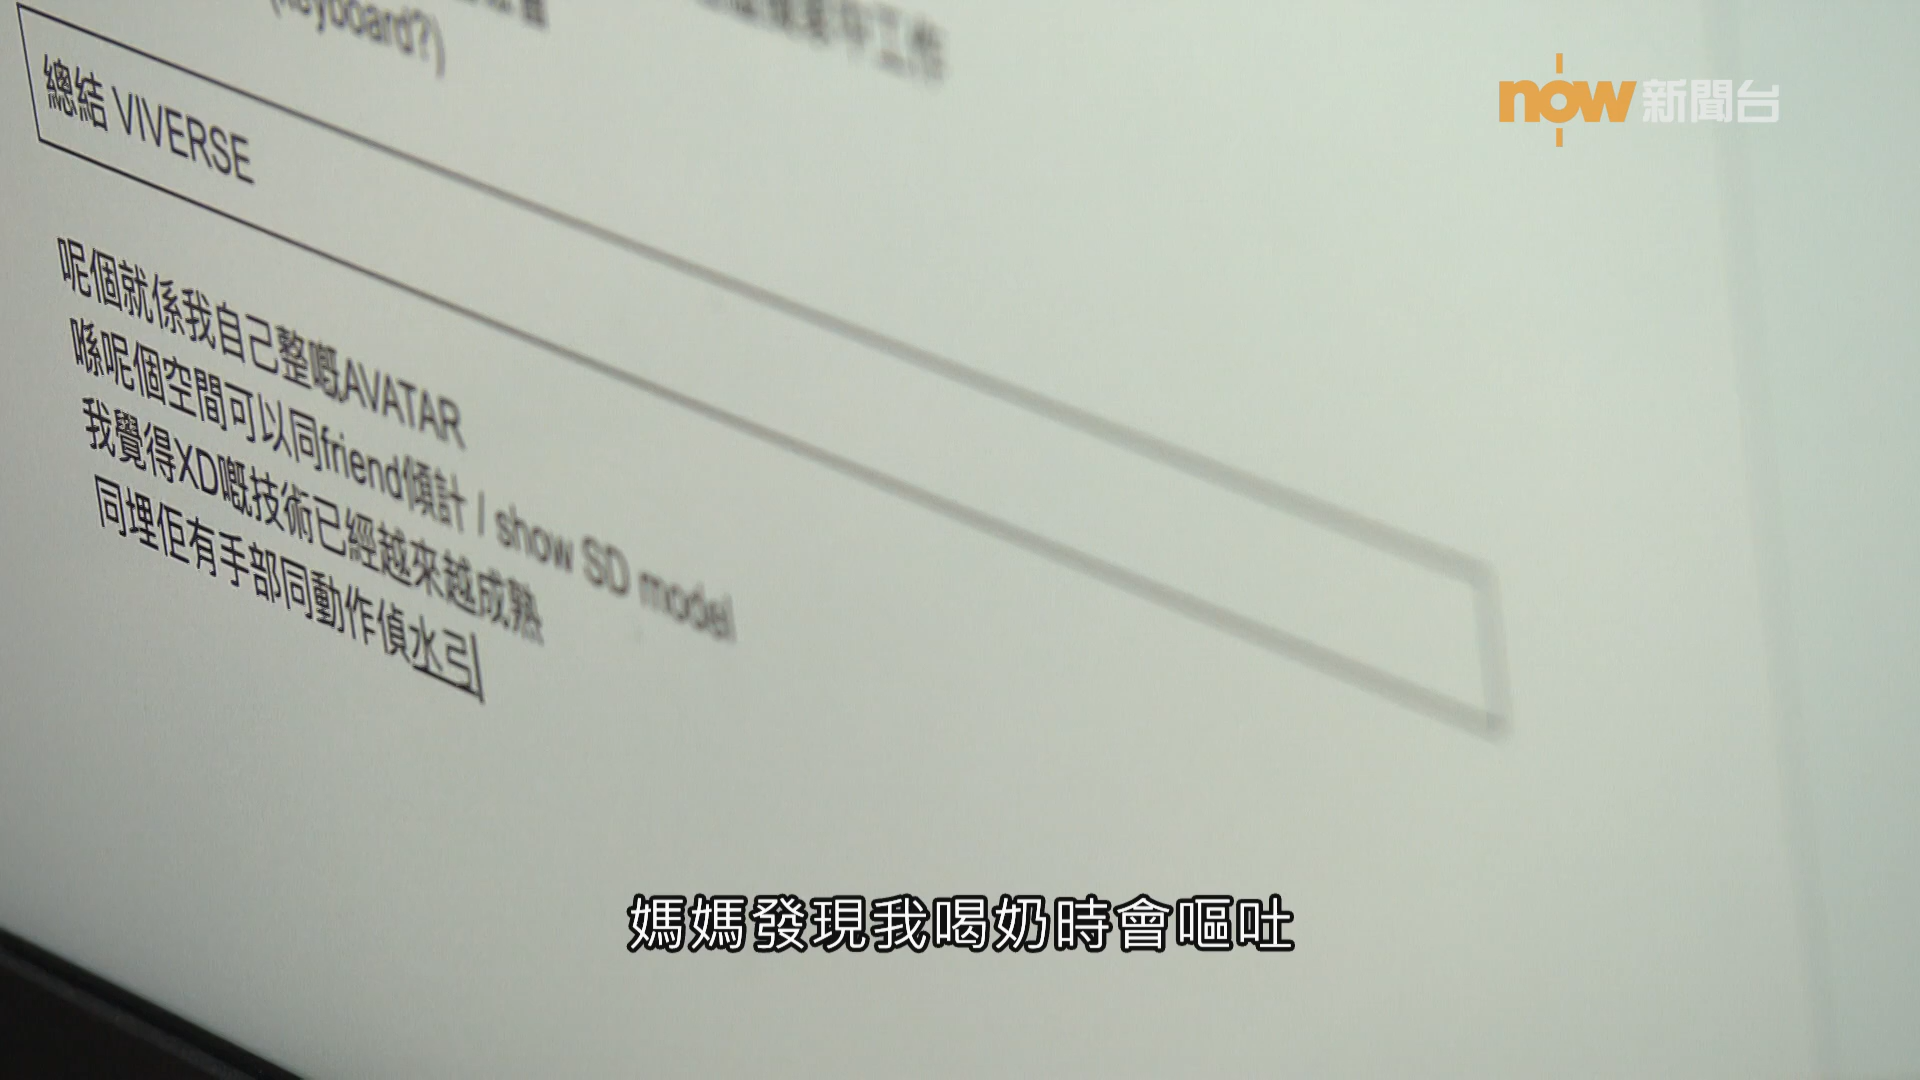 (keyboard?)
now 新聞台
總結 VIVERSE
呢個就係我自己整嘅AVATAR
喺呢個空間可以同friend傾計 / show SD model
我覺得XD嘅技術已經越來越成熟
同埋佢有手部同動作偵水弓
媽媽發現我喝奶時會嘔吐